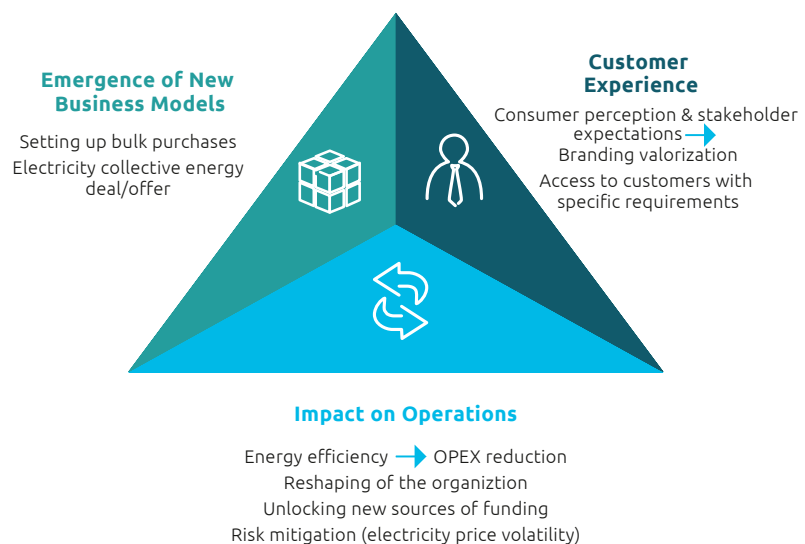 Emergence of New
Business Models
Setting up bulk purchases
Electricity collective energy
deal/offer
Customer
Experience
Consumer perception & stakeholder
expectations
Branding valorization
Access to customers with
specific requirements
Impact on Operations
Energy efficiency → OPEX reduction
Reshaping of the organiztion
Unlocking new sources of funding
Risk mitigation (electricity price volatility)